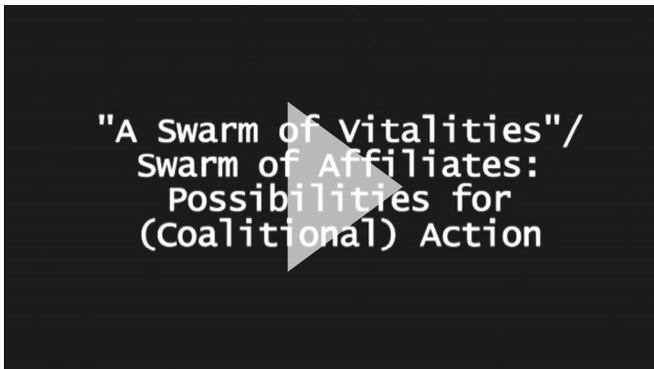 "A Swarm of Vitalities"/
Swarm of Affiliates:
Possibilities for
(Coalitional) Action